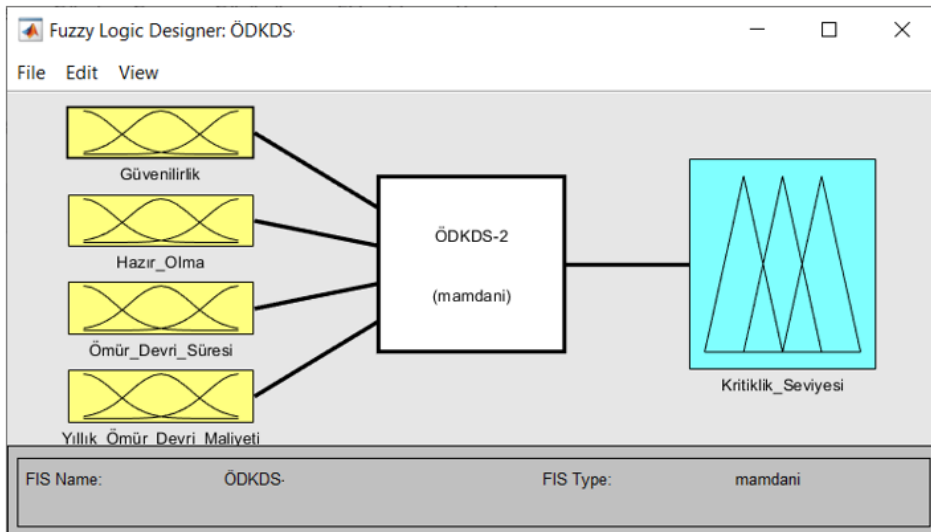 Fuzzy Logic Designer: ÖDKDS-
File Edit View
Güvenilirlik
Hazır_Olma
Ömür_Devri_Süresi
Yıllık_Ömür_Devri_Maliyeti
ÖDKDS-2
(mamdani)
Kritiklik_Seviyesi
FIS Name: ÖDKDS- FIS Type: mamdani